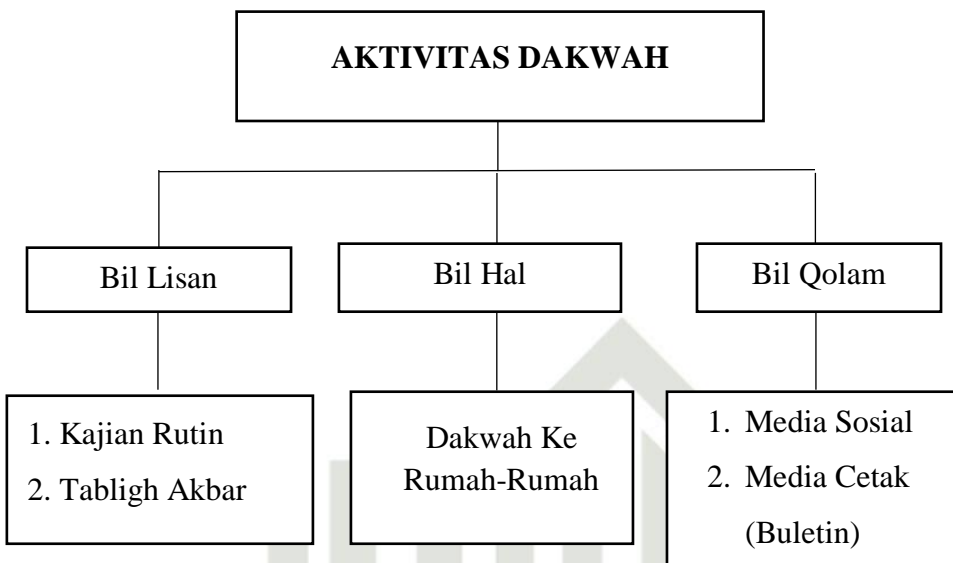 AKTIVITAS DAKWAH
Bil Lisan
Bil Hal
Bil Qolam
1. Kajian Rutin
2. Tabligh Akbar
Dakwah Ke
Rumah-Rumah
1. Media Sosial
2. Media Cetak
(Buletin)